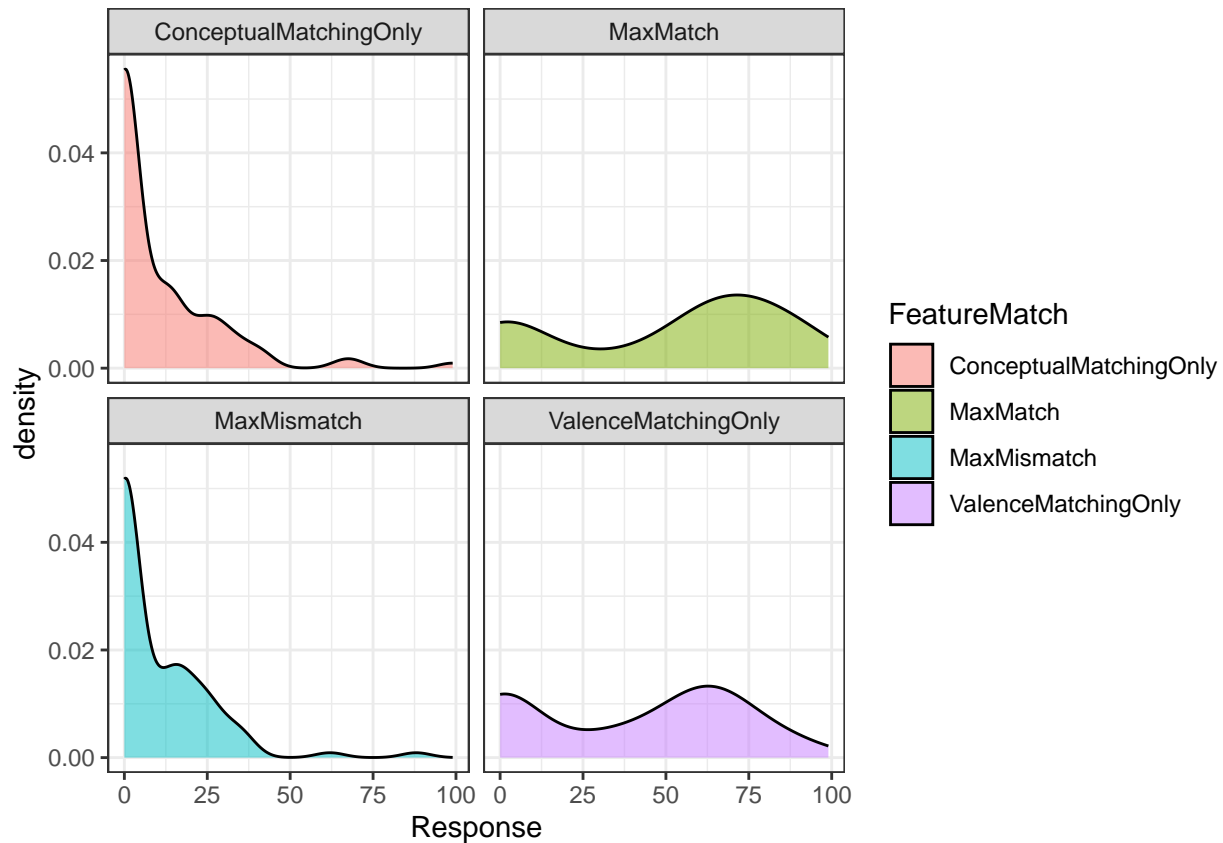 ConceptualMatchingOnly
MaxMatch
0.04
0.02
0.00
MaxMismatch
ValenceMatchingOnly
0.04
0.02
0.00
0 25 50 75 100
0 25 50 75 100
density
Response
FeatureMatch
ConceptualMatchingOnly
MaxMatch
MaxMismatch
ValenceMatchingOnly